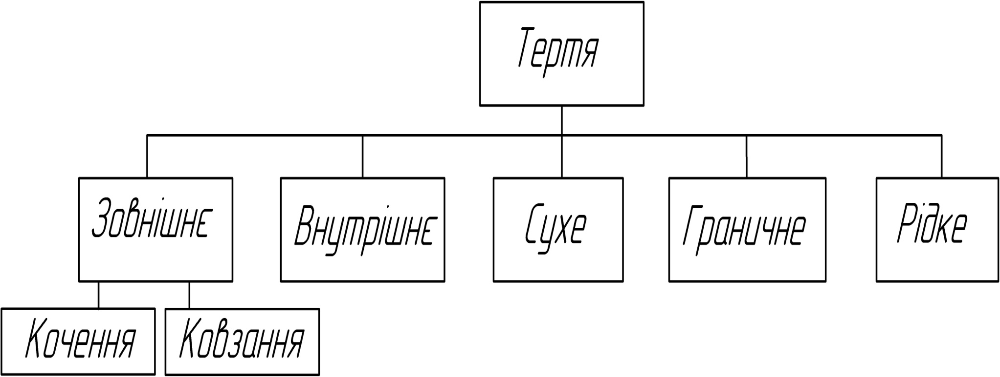 Тертя
Зовнішнє
Внутрішнє
Сухе
Граничне
Рідке
Кочення
Ковзання